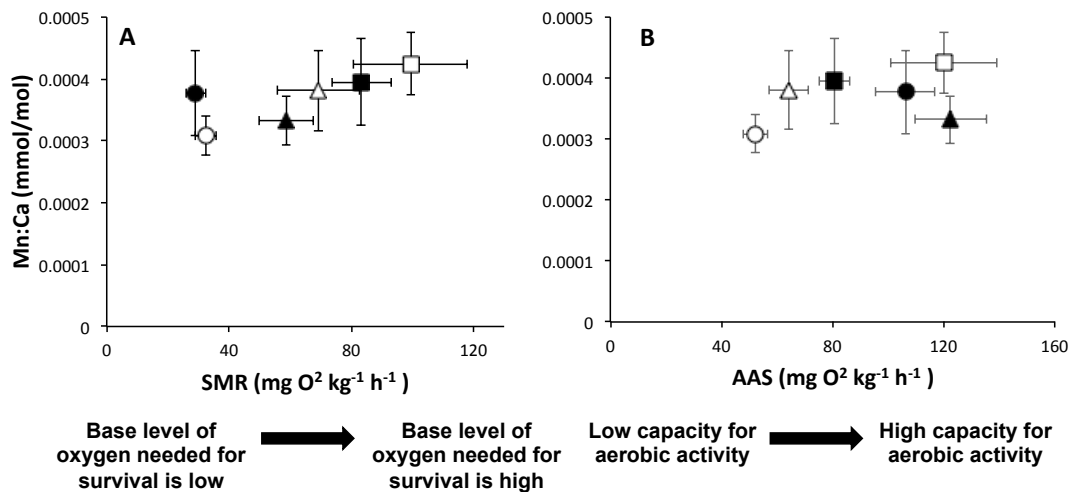 A
B
Mn:Ca (mmol/mol)
0.0005
0.0004
0.0003
0.0002
0.0001
0
0 40 80 120
SMR (mg O² kg⁻¹ h⁻¹ )
0.0005
0.0004
0.0003
0.0002
0.0001
0
0 40 80 120 160
AAS (mg O² kg⁻¹ h⁻¹ )
Base level of
oxygen needed for
survival is low
Base level of
oxygen needed for
survival is high
Low capacity for
aerobic activity
High capacity for
aerobic activity